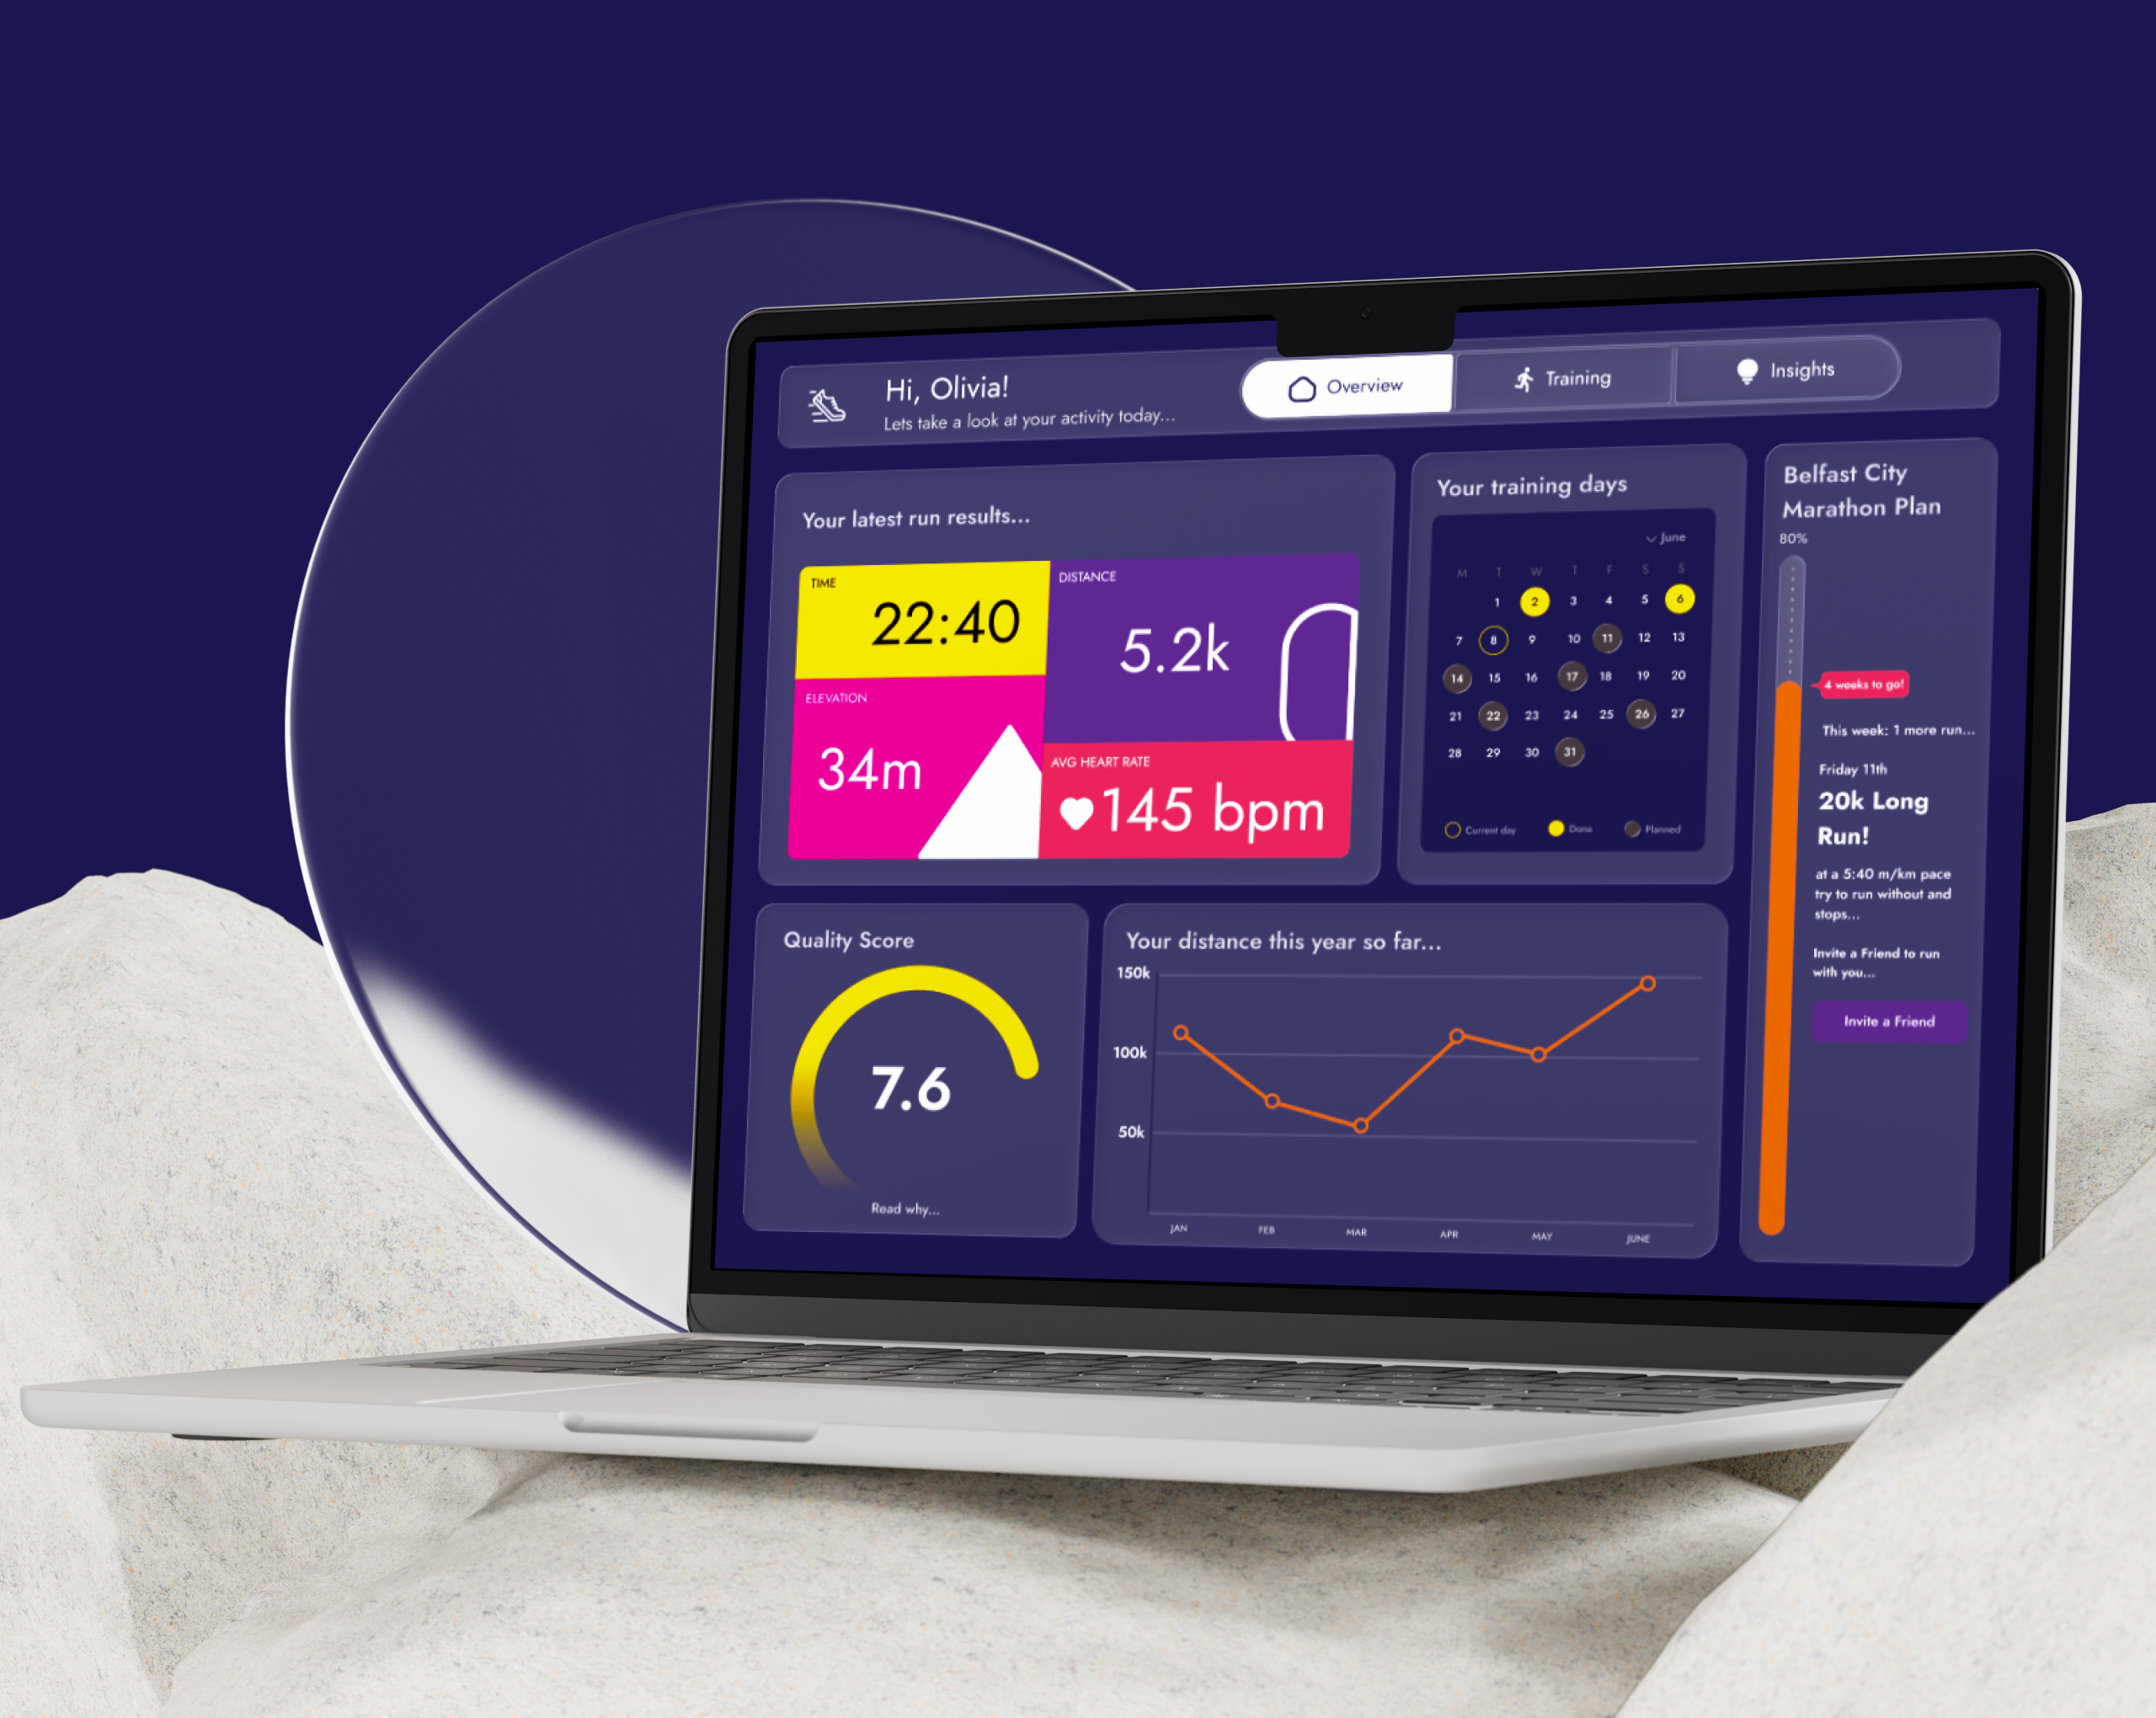 Hi, Olivia!
Lets take a look at your activity today...
Overview
Training
Insights
Your latest run results...
TIME
22:40
DISTANCE
5.2k
ELEVATION
34m
AVG HEART RATE
145 bpm
Your training days
June
M T W T F S S
1 2 3 4 5 6
7 8 9 10 11 12 13
14 15 16 17 18 19 20
21 22 23 24 25 26 27
28 29 30 31
Current day Done Planned
Belfast City
Marathon Plan
80%
4 weeks to go!
This week: 1 more run...
Friday 11th
20k Long
Run!
at a 5:40 m/km pace
try to run without and
stops...
Invite a Friend to run
with you...
Invite a Friend
Quality Score
7.6
Read why...
Your distance this year so far...
150k
100k
50k
JAN FEB MAR APR MAY JUNE